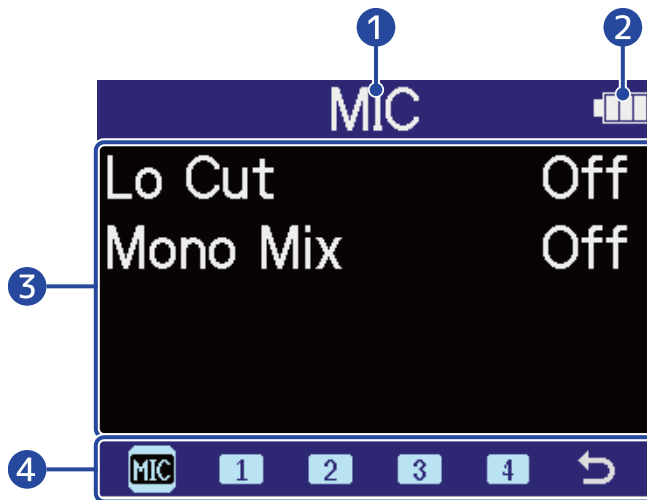 1 2
MIC
Lo Cut Off
Mono Mix Off
3
4 MIC 1 2 3 4